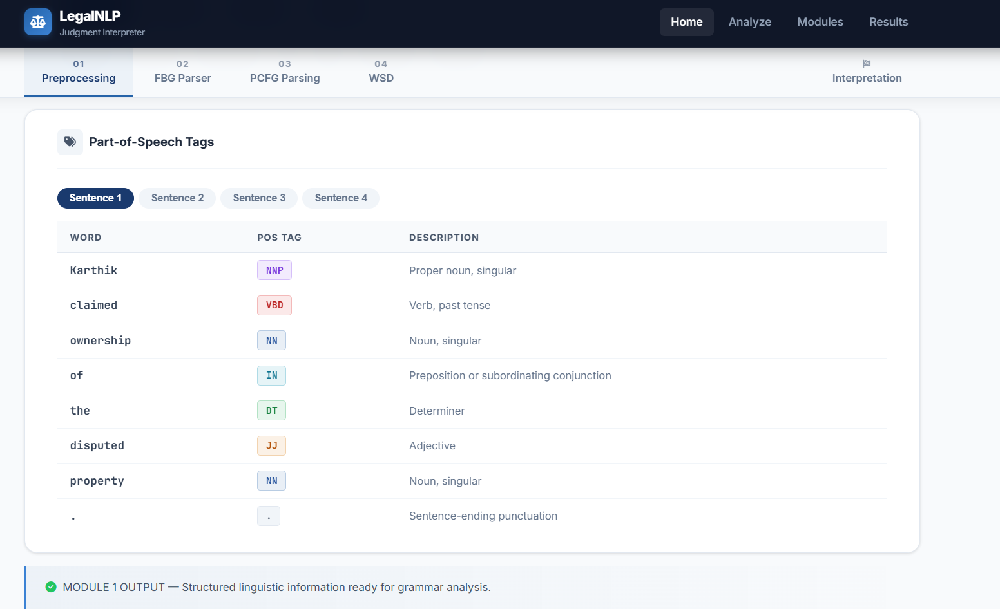 LegalNLP
Judgment Interpreter
Home Analyze Modules Results
01 02 03 04
Preprocessing FBG Parser PCFG Parsing WSD Interpretation
Part-of-Speech Tags
Sentence 1 Sentence 2 Sentence 3 Sentence 4
WORD POS TAG DESCRIPTION
Karthik NNP Proper noun, singular
claimed VBD Verb, past tense
ownership NN Noun, singular
of IN Preposition or subordinating conjunction
the DT Determiner
disputed JJ Adjective
property NN Noun, singular
. . Sentence-ending punctuation
MODULE 1 OUTPUT — Structured linguistic information ready for grammar analysis.